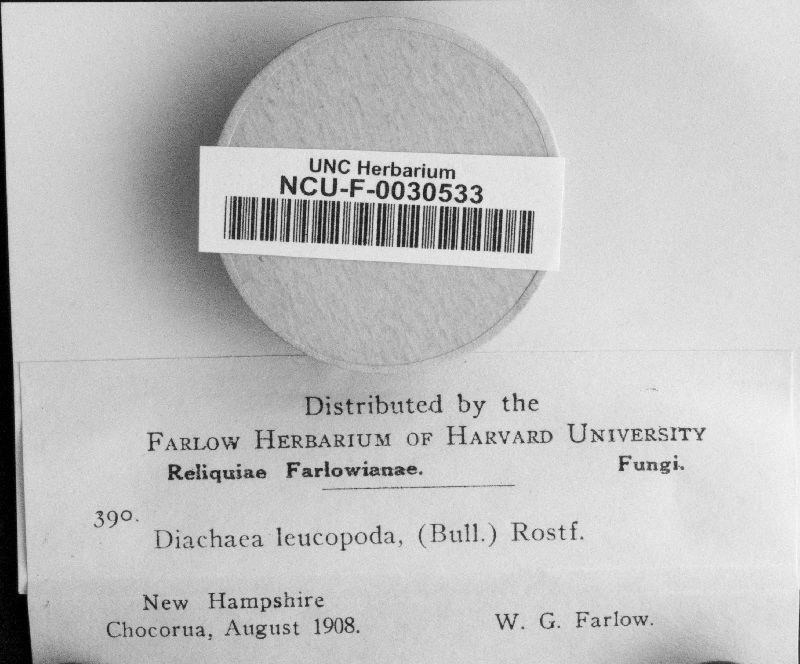 UNC Herbarium
NCU-F-0030533
Distributed by the
FARLOW HERBARIUM OF HARVARD UNIVERSITY
Reliquiae Farlowianae. Fungi.
390. Diachaea leucopoda, (Bull.) Rostf.
New Hampshire
Chocorua, August 1908. W. G. Farlow.